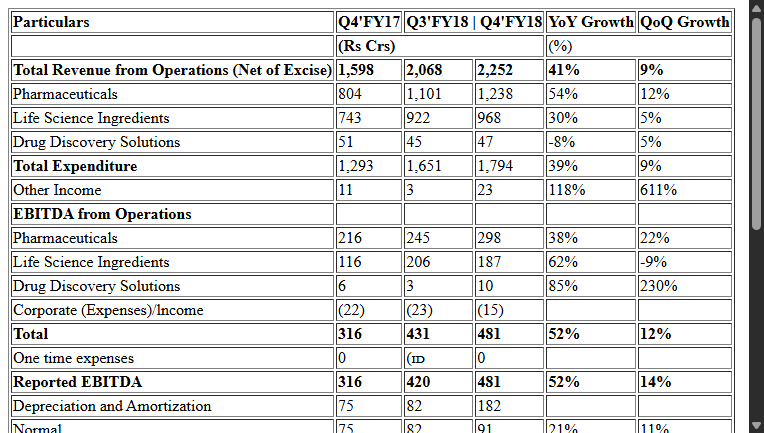 Particulars Q4'FY17 Q3'FY18 | Q4'FY18 YoY Growth QoQ Growth
(Rs Crs) (%)
Total Revenue from Operations (Net of Excise) 1,598 2,068 2,252 41% 9%
Pharmaceuticals 804 1,101 1,238 54% 12%
Life Science Ingredients 743 922 968 30% 5%
Drug Discovery Solutions 51 45 47 -8% 5%
Total Expenditure 1,293 1,651 1,794 39% 9%
Other Income 11 3 23 118% 611%
EBITDA from Operations
Pharmaceuticals 216 245 298 38% 22%
Life Science Ingredients 116 206 187 62% -9%
Drug Discovery Solutions 6 3 10 85% 230%
Corporate (Expenses)/lncome (22) (23) (15)
Total 316 431 481 52% 12%
One time expenses 0 0
Reported EBITDA 316 420 481 52% 14%
Depreciation and Amortization 75 82 182
Normal 75 82 91 21% 11%